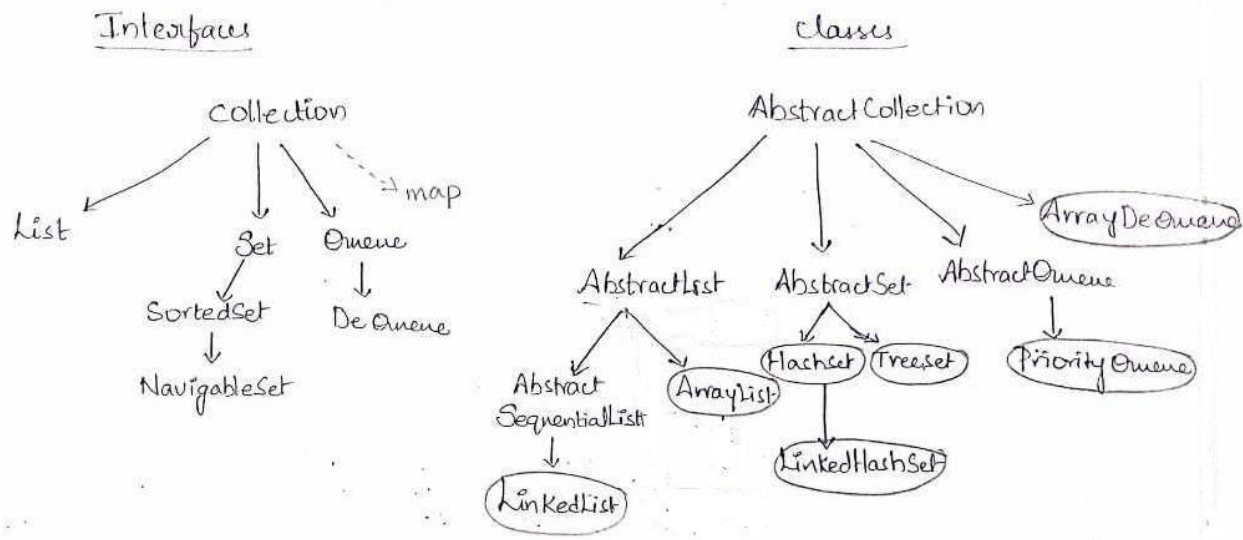 Interfaces
Classes
Collection
AbstractCollection
map
ArrayDeQueue
List
Set
Queue
AbstractList
AbstractSet
AbstractQueue
SortedSet
DeQueue
HashSet
TreeSet
PriorityQueue
NavigableSet
Abstract
SequentialList
ArrayList
LinkedHashSet
LinkedList